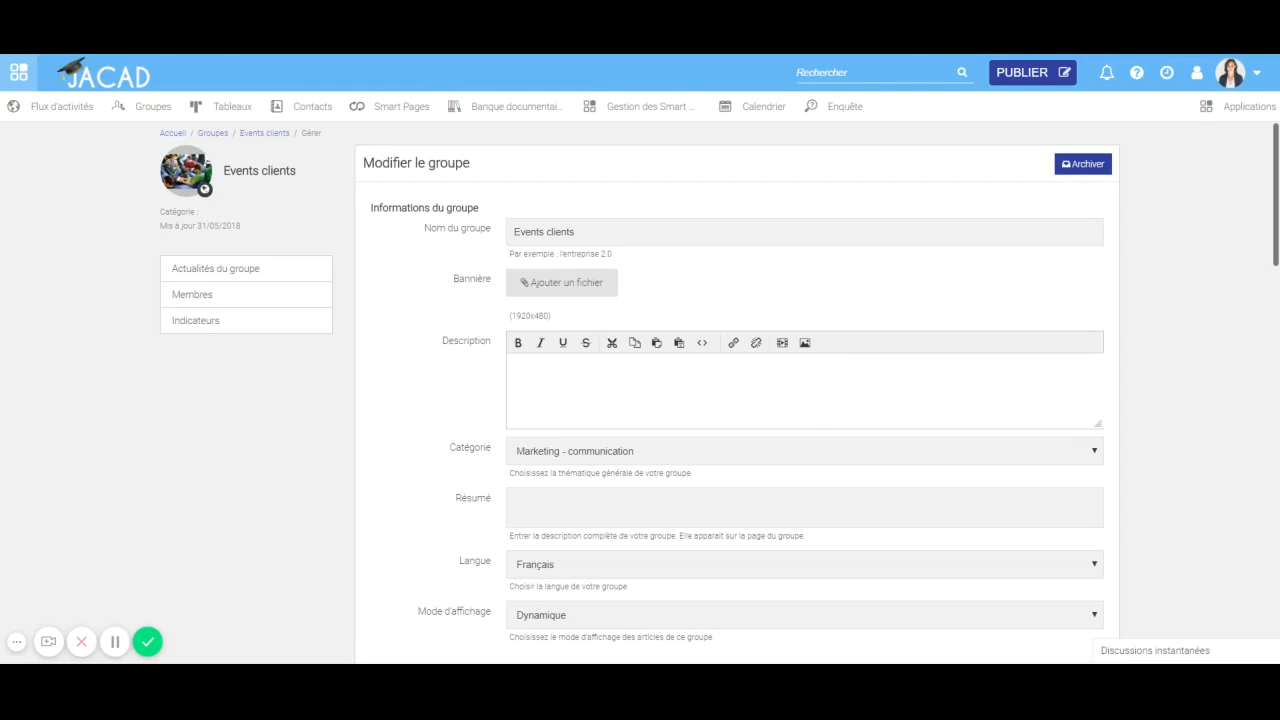 JACAD
Rechercher
PUBLIER
Flux d'activités
Groupes
Tableaux
Contacts
Smart Pages
Banque documentai...
Gestion des Smart ...
Calendrier
Enquête
Applications
Accueil / Groupes / Events clients / Gérer
Events clients
Catégorie :
Mis à jour 31/05/2018
Actualités du groupe
Membres
Indicateurs
Modifier le groupe
Archiver
Informations du groupe
Nom du groupe
Events clients
Par exemple : l'entreprise 2.0
Bannière
Ajouter un fichier
(1920x480)
Description
B I U S
Catégorie
Marketing - communication
Choisissez la thématique générale de votre groupe
Résumé
Entrer la description complète de votre groupe. Elle apparait sur la page du groupe.
Langue
Français
Choisir la langue de votre groupe
Mode d'affichage
Dynamique
Choisissez le mode d'affichage des articles de ce groupe
Discussions instantanées